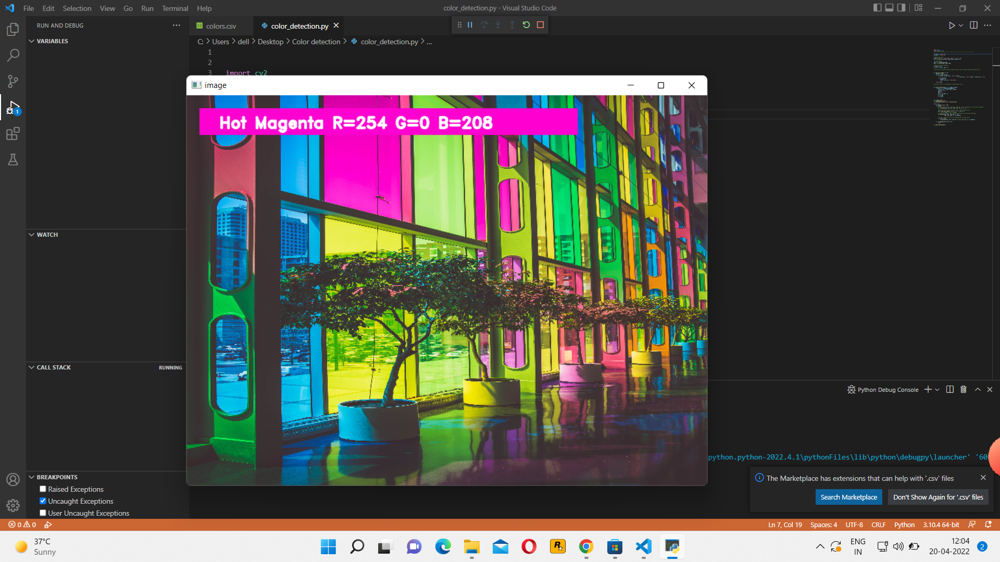 File Edit Selection View Go Run Terminal Help
color_detection.py - Visual Studio Code
RUN AND DEBUG
colors.csv
color_detection.py
VARIABLES
C: > Users > dell > Desktop > Color detection > color_detection.py > ...
1
2
3 import cv2
image
Hot Magenta R=254 G=0 B=208
1
WATCH
CALL STACK
RUNNING
Python Debug Console
python.python-2022.4.1\pythonFiles\lib\python\debugpy\launcher' '60
BREAKPOINTS
Raised Exceptions
Uncaught Exceptions
User Uncaught Exceptions
The Marketplace has extensions that can help with '.csv' files
Search Marketplace
Don't Show Again for '.csv' files
0 0
Ln 7, Col 19 Spaces: 4 UTF-8 CRLF Python 3.10.4 64-bit
37°C
Sunny
ENG
IN
12:04
20-04-2022
2